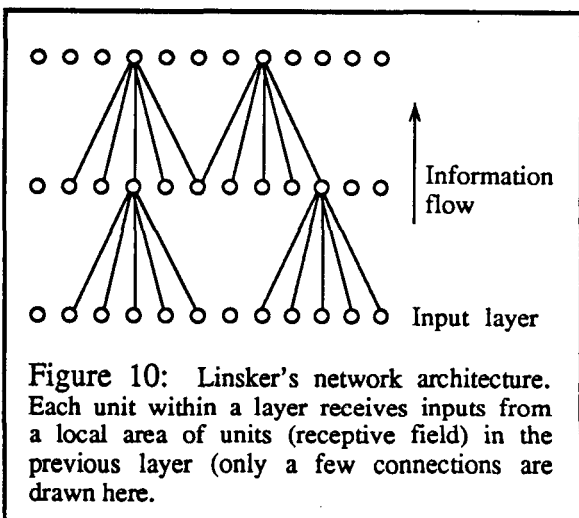 Information
flow
Input layer
Figure 10: Linsker's network architecture.
Each unit within a layer receives inputs from
a local area of units (receptive field) in the
previous layer (only a few connections are
drawn here.